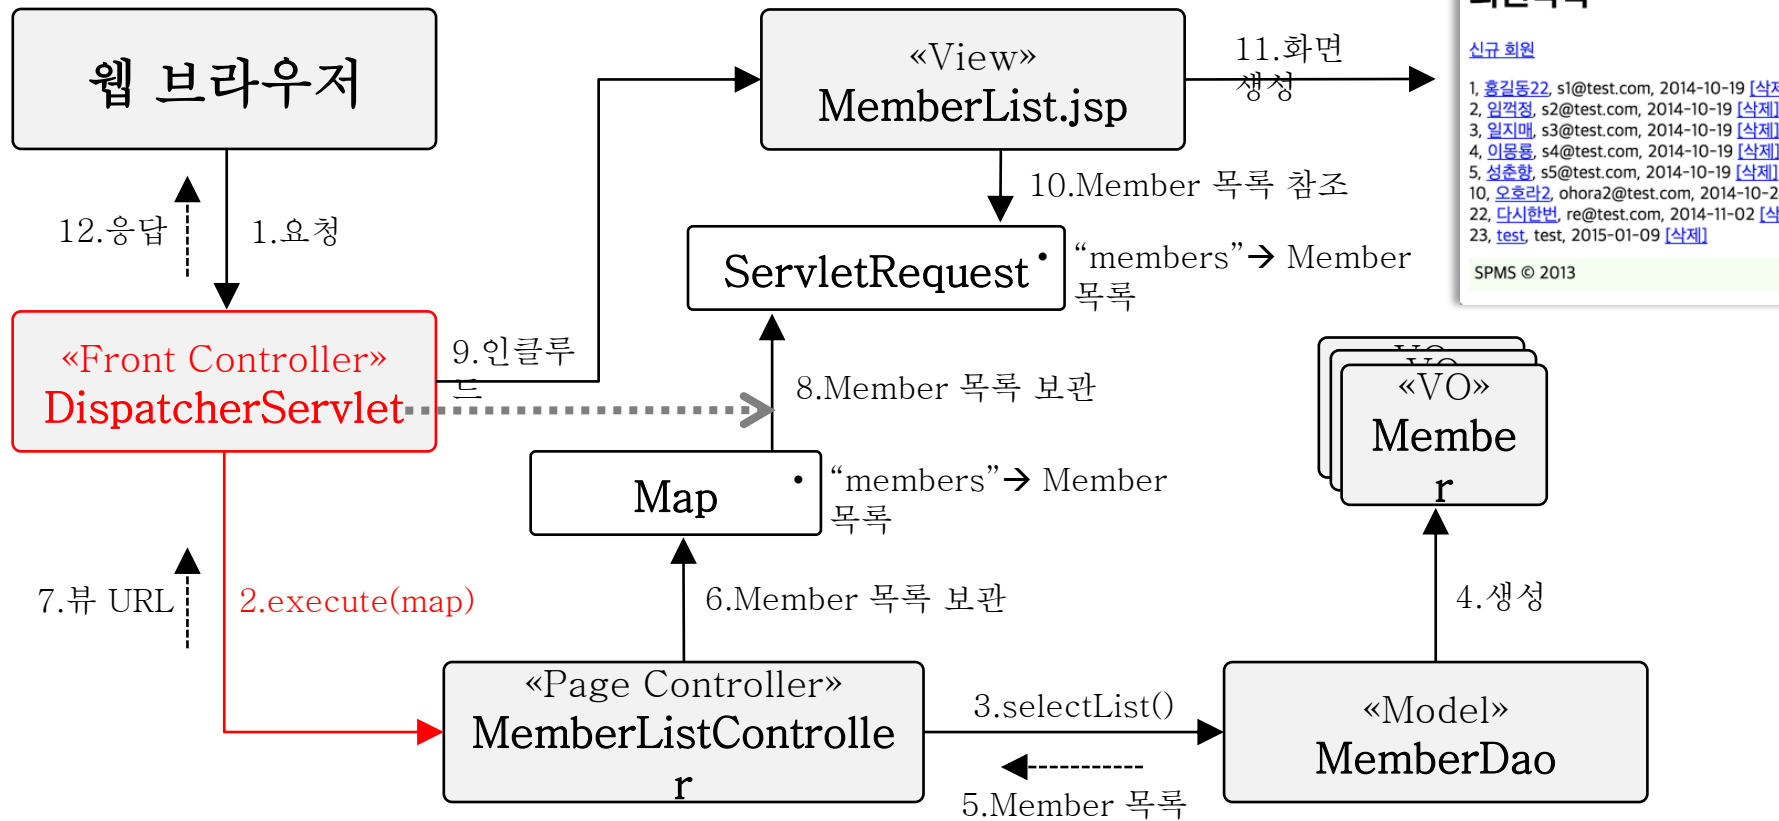 웹 브라우저
«View»
MemberList.jsp
11.화면
생성
신규 회원
1, 홍길동22, s1@test.com, 2014-10-19 [삭제
2, 임꺽정, s2@test.com, 2014-10-19 [삭제]
3, 일지매, s3@test.com, 2014-10-19 [삭제]
4, 이몽룡, s4@test.com, 2014-10-19 [삭제]
5, 성춘향, s5@test.com, 2014-10-19 [삭제]
10, 오호라2, ohora2@test.com, 2014-10-2
22, 다시한번, re@test.com, 2014-11-02 [삭
23, test, test, 2015-01-09 [삭제]
SPMS © 2013
12.응답
1.요청
10.Member 목록 참조
ServletRequest
• “members”→ Member
목록
«Front Controller»
DispatcherServlet
9.인클루
드
8.Member 목록 보관
Map
• “members”→ Member
목록
VO
VO
«VO»
Membe
r
7.뷰 URL
2.execute(map)
6.Member 목록 보관
4.생성
«Page Controller»
MemberListControlle
r
3.selectList()
5.Member 목록
«Model»
MemberDao